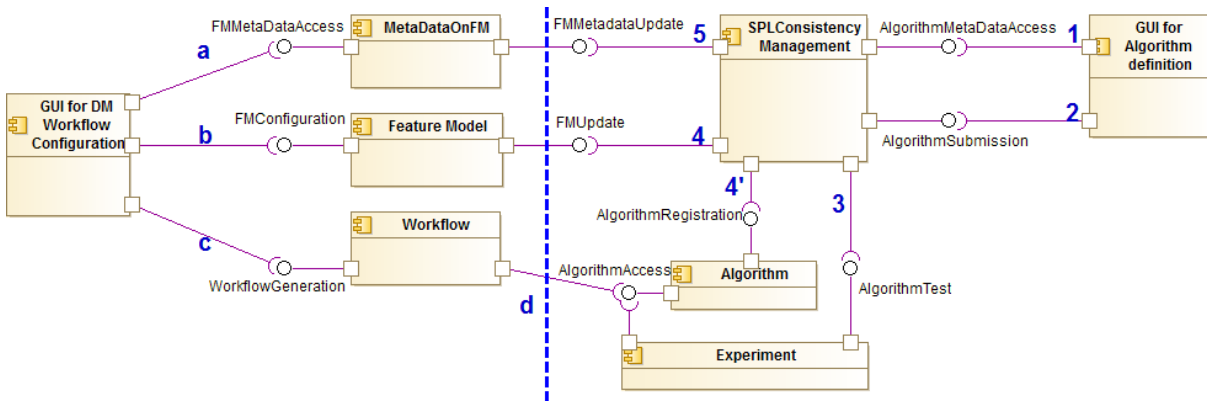 FMMetaDataAccess
a
MetaDataOnFM
FMMetadataUpdate
5
SPLConsistency
Management
AlgorithmMetaDataAccess
1
GUI for
Algorithm
definition
GUI for DM
Workflow
Configuration
FMConfiguration
b
Feature Model
FMUpdate
4
2
AlgorithmSubmission
4'
3
c
WorkflowGeneration
Workflow
AlgorithmRegistration
AlgorithmAccess
d
Algorithm
AlgorithmTest
Experiment